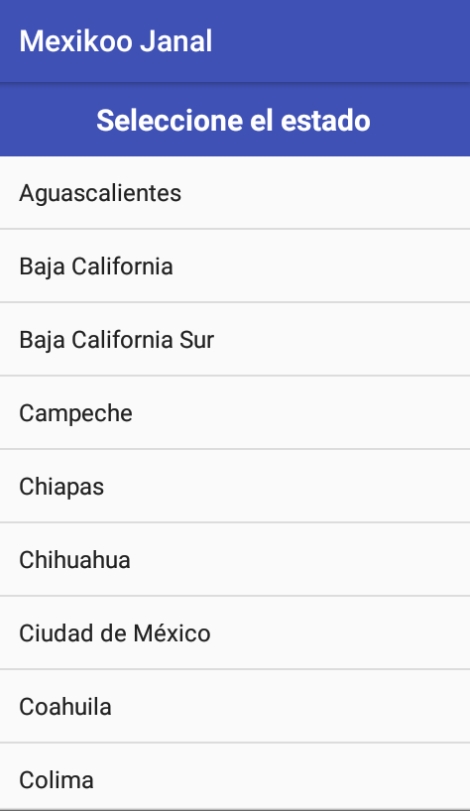 Mexikoo Janal
Seleccione el estado
Aguascalientes
Baja California
Baja California Sur
Campeche
Chiapas
Chihuahua
Ciudad de México
Coahuila
Colima